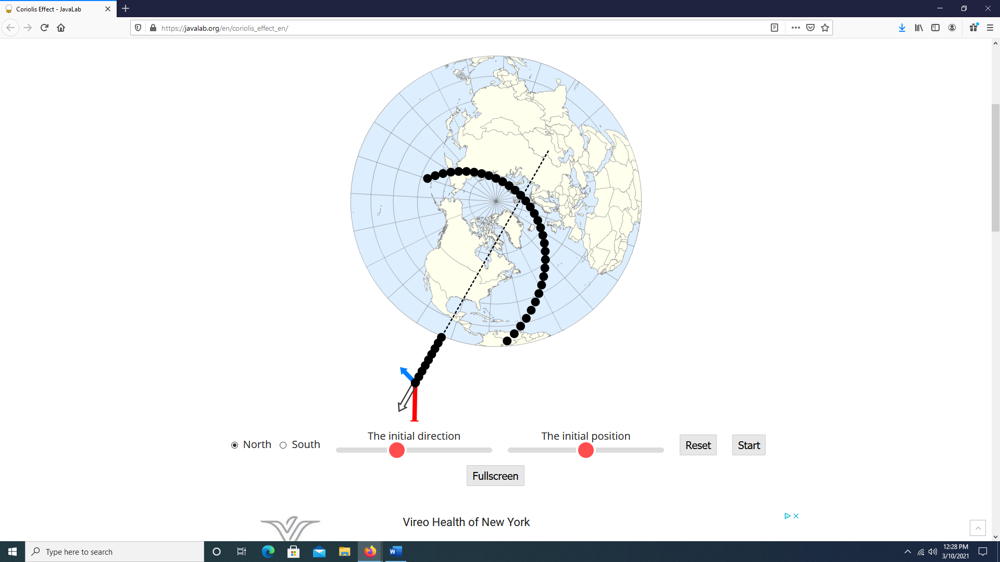 Coriolis Effect - JavaLab
https://javalab.org/en/coriolis_effect_en/
The initial direction
The initial position
North
South
Reset
Start
Fullscreen
Vireo Health of New York
Type here to search
12:28 PM
3/10/2021